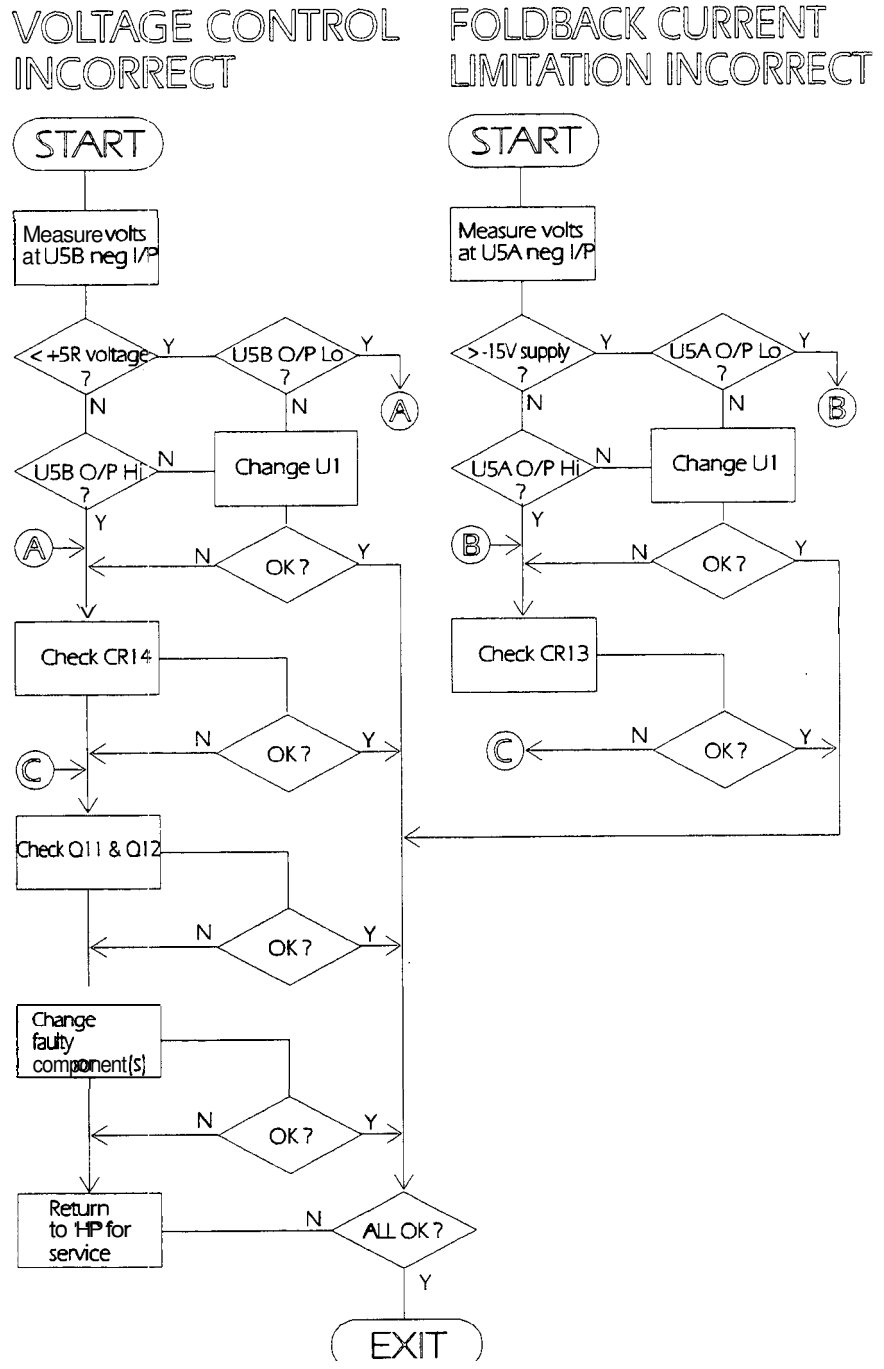 VOLTAGE CONTROL
INCORRECT
START
Measure volts
at U5B neg I/P
< +5R voltage
?
Y
N
U5B O/P Lo
?
Y
N
A
U5B O/P Hi
?
N
Y
Change U1
A
OK?
N
Y
Check CR14
OK?
N
Y
C
Check Q11 & Q12
OK?
N
Y
Change
faulty
component(s)
OK?
N
Y
Return
to HP for
service
N
ALL OK?
Y
EXIT
FOLDBACK CURRENT
LIMITATION INCORRECT
START
Measure volts
at U5A neg I/P
> -15V supply
?
Y
N
U5A O/P Lo
?
Y
N
B
U5A O/P Hi
?
N
Y
Change U1
B
OK?
N
Y
Check CR13
OK?
N
Y
C